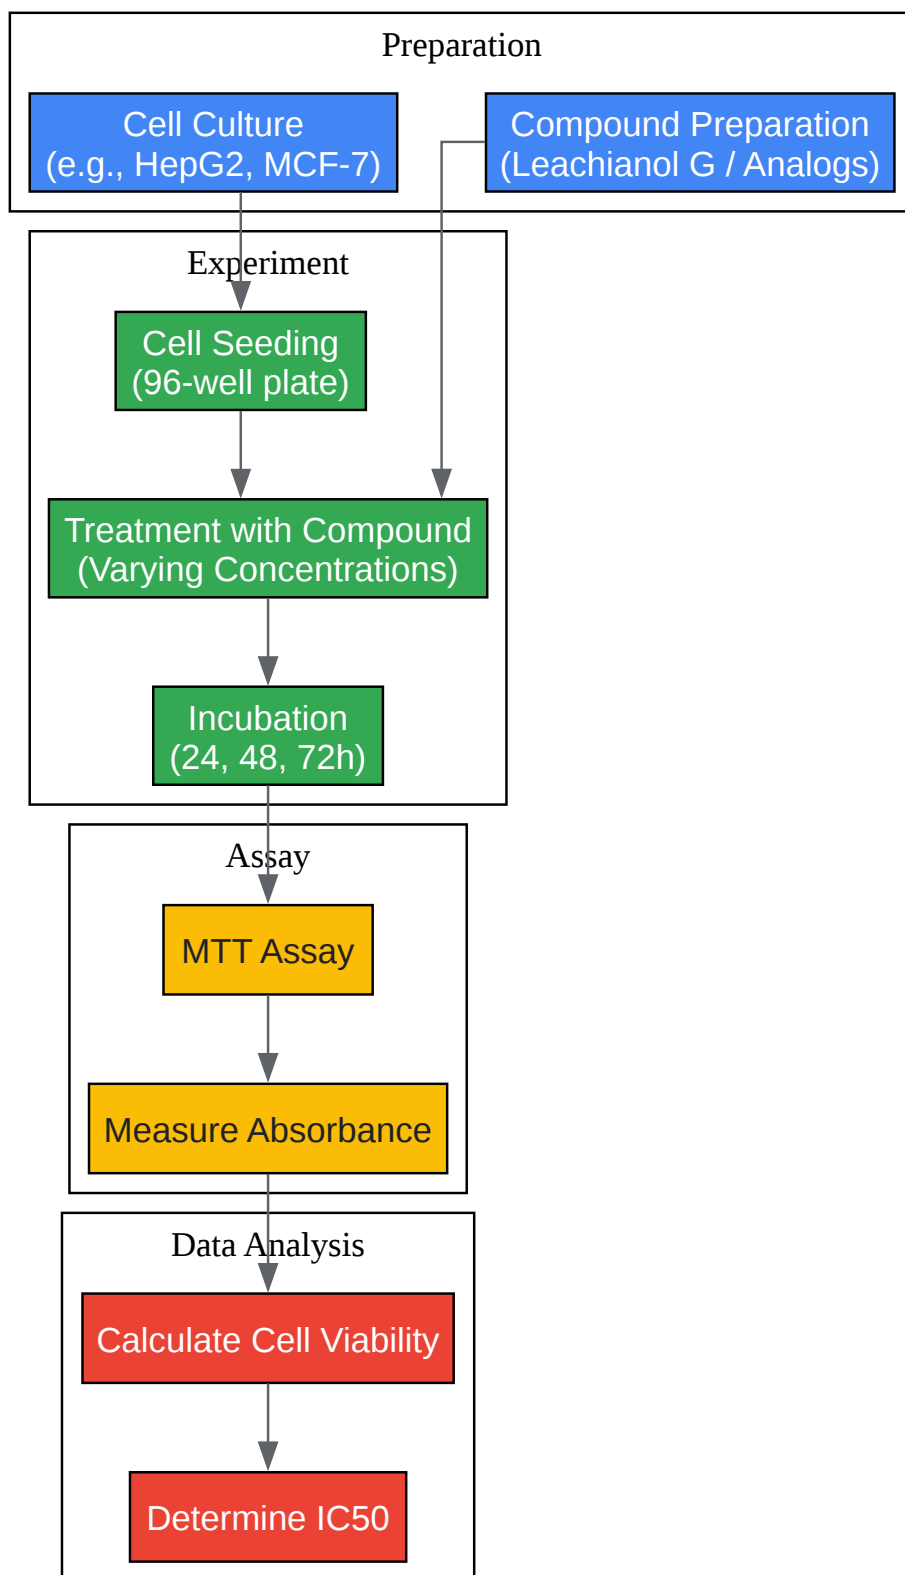 Preparation
Cell Culture
(e.g., HepG2, MCF-7)
Compound Preparation
(Leachianol G / Analogs)
Experiment
Cell Seeding
(96-well plate)
Treatment with Compound
(Varying Concentrations)
Incubation
(24, 48, 72h)
Assay
MTT Assay
Measure Absorbance
Data Analysis
Calculate Cell Viability
Determine IC50